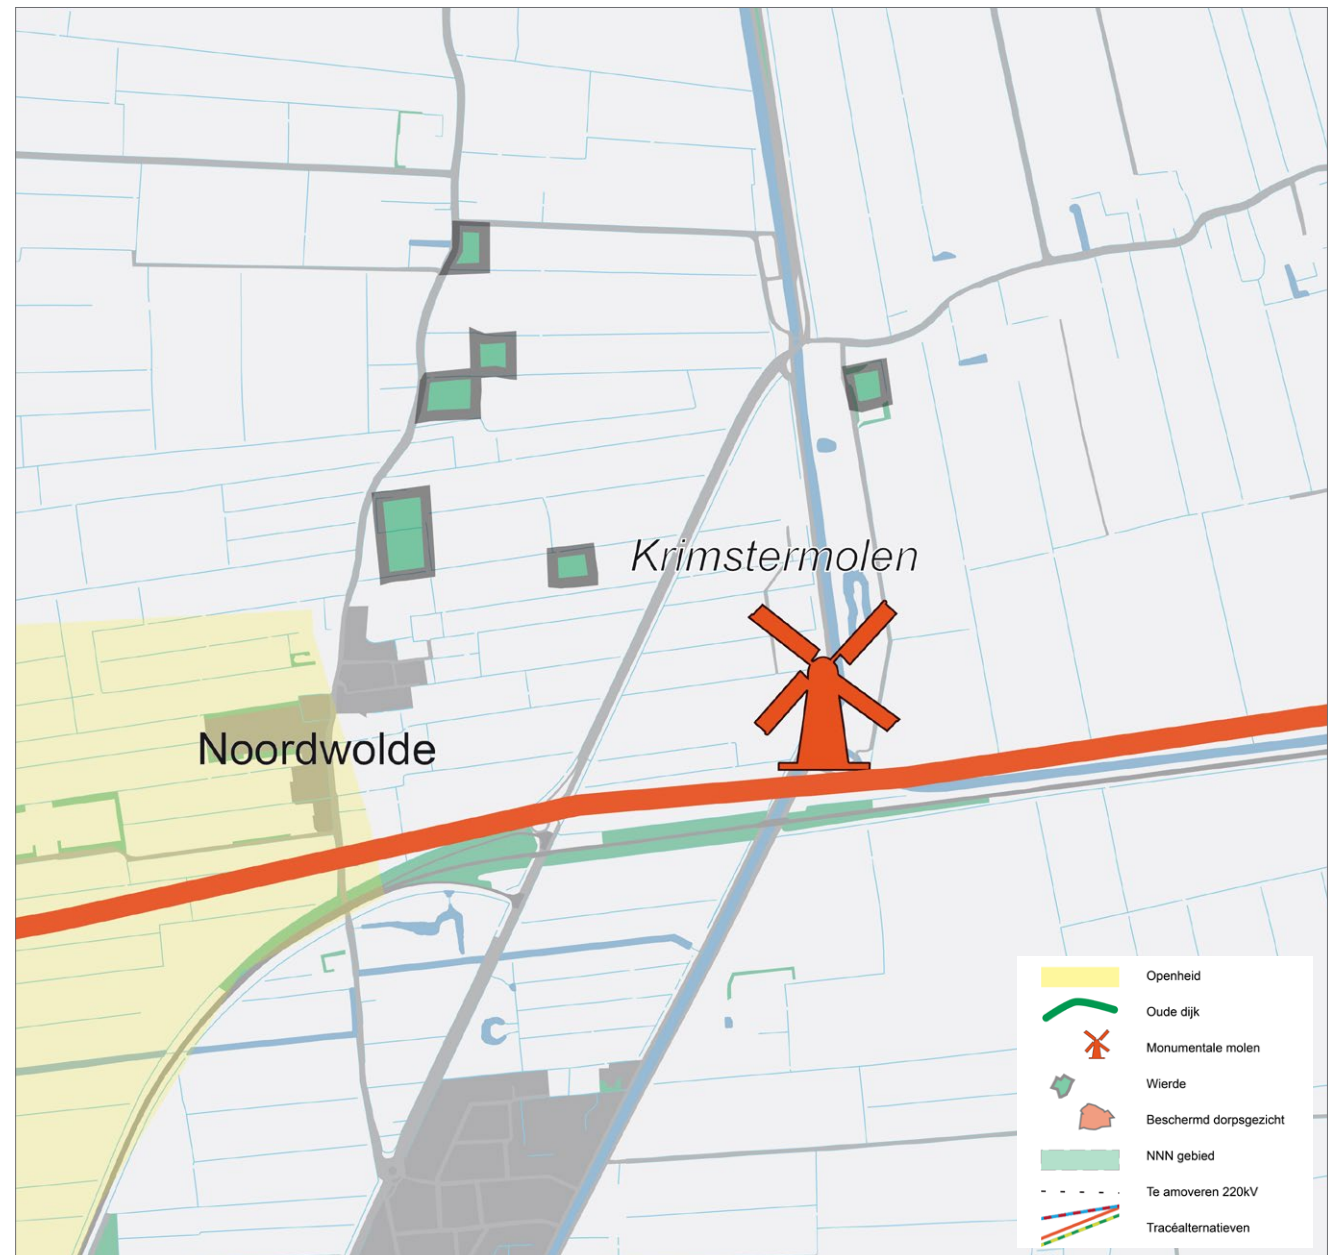 Krimstermolen
Noordwolde
Openheid
Oude dijk
Monumentale molen
Wierde
Beschermd dorpsgezicht
NNN gebied
Te amoveren 220kV
Tracéalternatieven